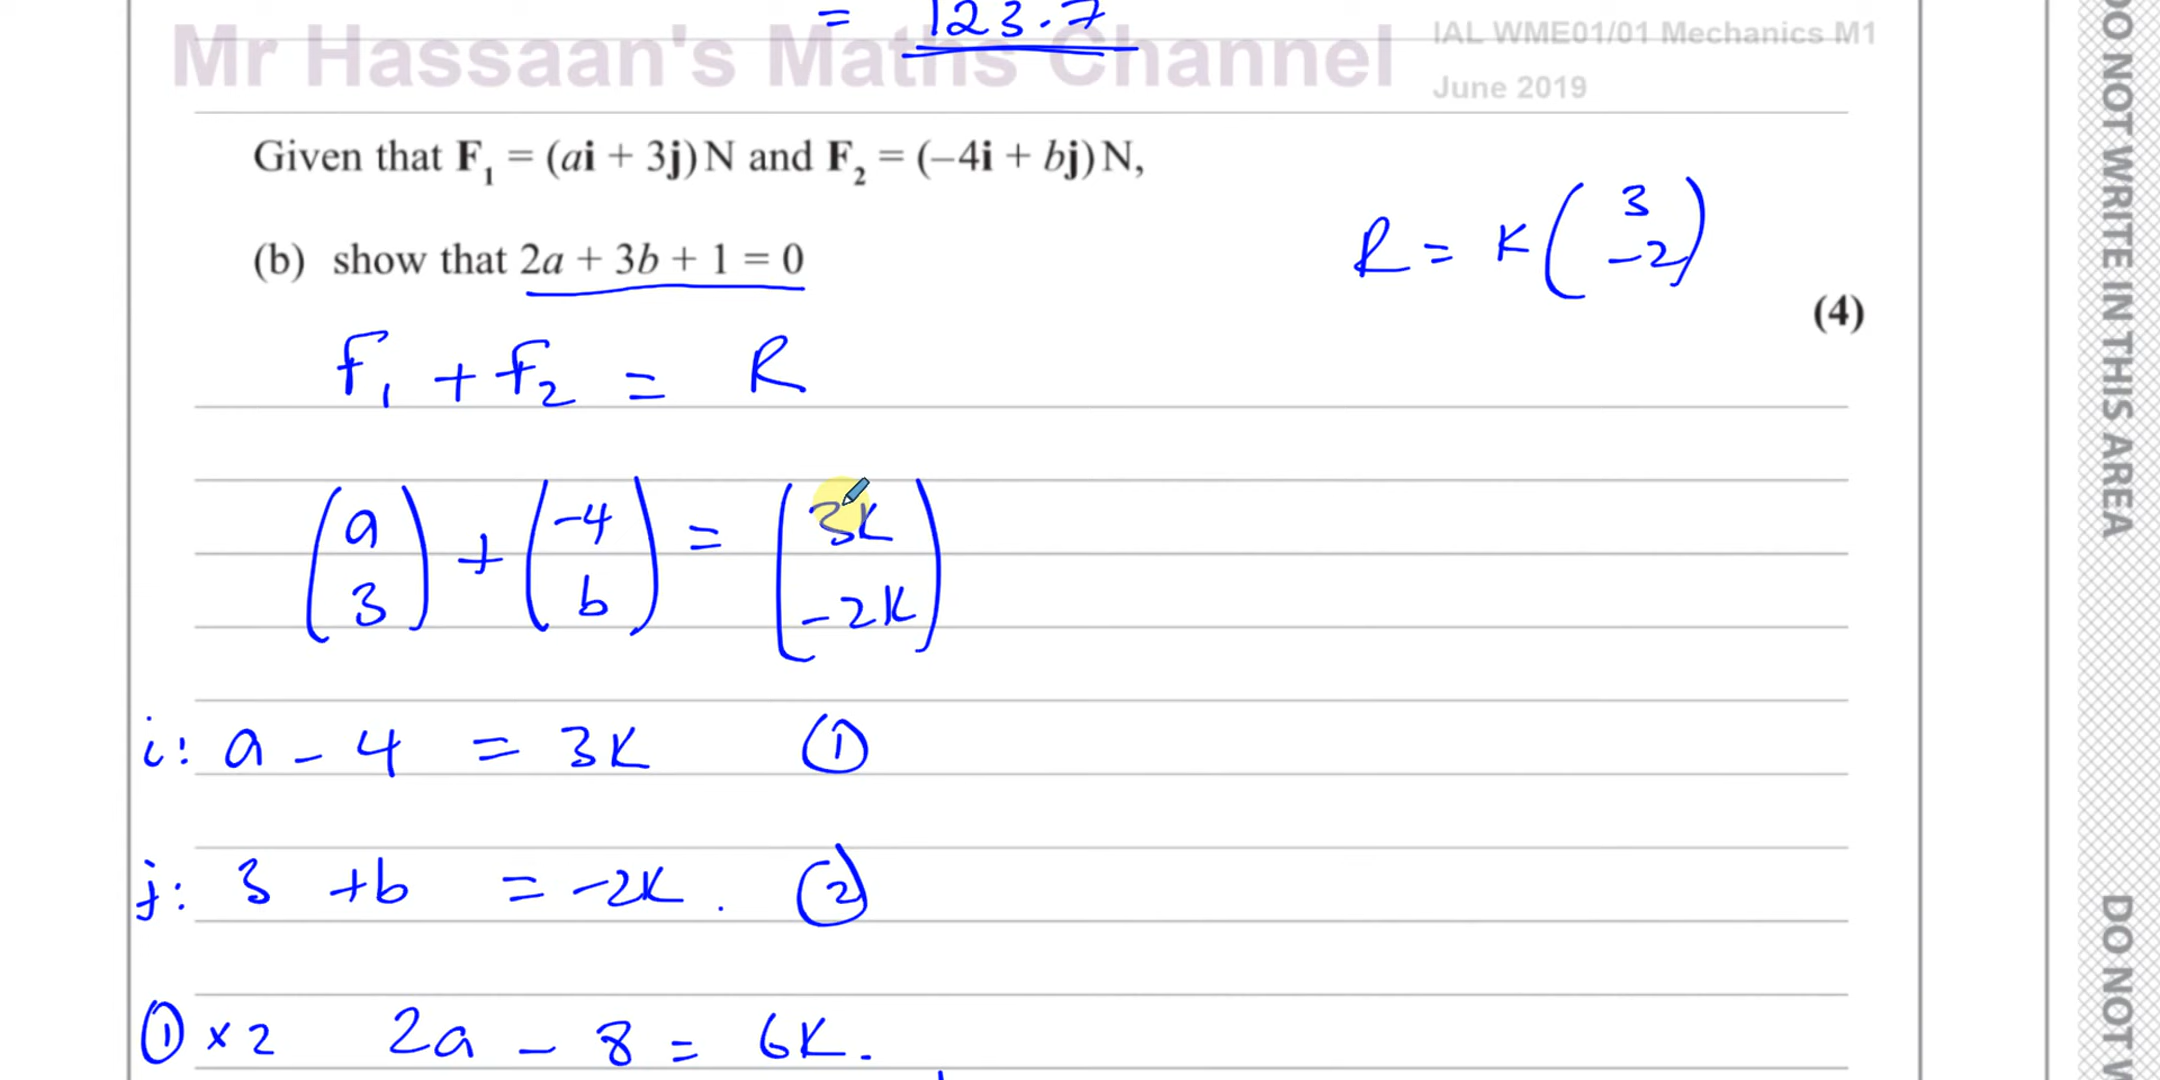 = 123.7
Mr Hassaan's Maths Channel
IAL WME01/01 Mechanics M1
June 2019
Given that F₁ = (ai + 3j) N and F₂ = (−4i + bj) N,
(b) show that 2a + 3b + 1 = 0
R = K ( 3 −2 )
(4)
F₁ + F₂ = R
( a 3 ) + ( −4 b ) = ( 3K −2K )
i: a − 4 = 3K ①
j: 3 + b = −2K. ②
① × 2 2a − 8 = 6K.
DO NOT WRITE IN THIS AREA
DO NOT W